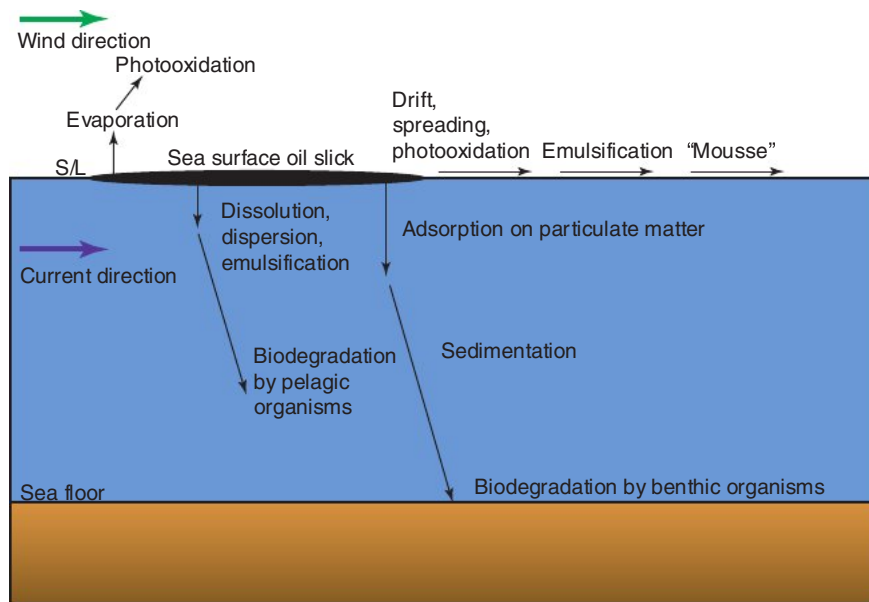 Wind direction
Photooxidation
Evaporation
Drift,
spreading,
photooxidation
Emulsification
“Mousse”
S/L
Sea surface oil slick
Dissolution,
dispersion,
emulsification
Adsorption on particulate matter
Current direction
Biodegradation
by pelagic
organisms
Sedimentation
Sea floor
Biodegradation by benthic organisms